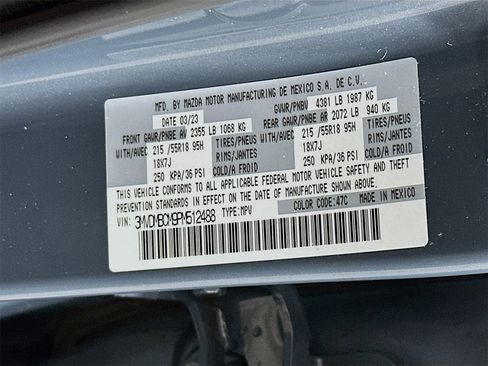 MFD. BY MAZDA MOTOR MANUFACTURING DE MEXICO S.A. DE C.V.
DATE 03/23 GVWR/PNBV 4381 LB 1987 KG
FRONT GAWR/PNBE AV 2355 LB 1068 KG REAR GAWR/PNBE AR 2072 LB 940 KG
WITH/AVEC 215 /55R18 95H TIRES/PNEUS WITH/AVEC 215 /55R18 95H TIRES/PNEUS
18X7J RIMS/JANTES 18X7J RIMS/JANTES
250 KPA/36 PSI COLD/A FROID 250 KPA/36 PSI COLD/A FROID
THIS VEHICLE CONFORMS TO ALL APPLICABLE FEDERAL MOTOR VEHICLE SAFETY AND THEFT
PREVENTION STANDARDS IN EFFECT ON THE DATE OF MANUFACTURE SHOWN ABOVE.
VIN: 3MVDMBCM9PM512488 TYPE:MPV
COLOR CODE:47C MADE IN MEXICO